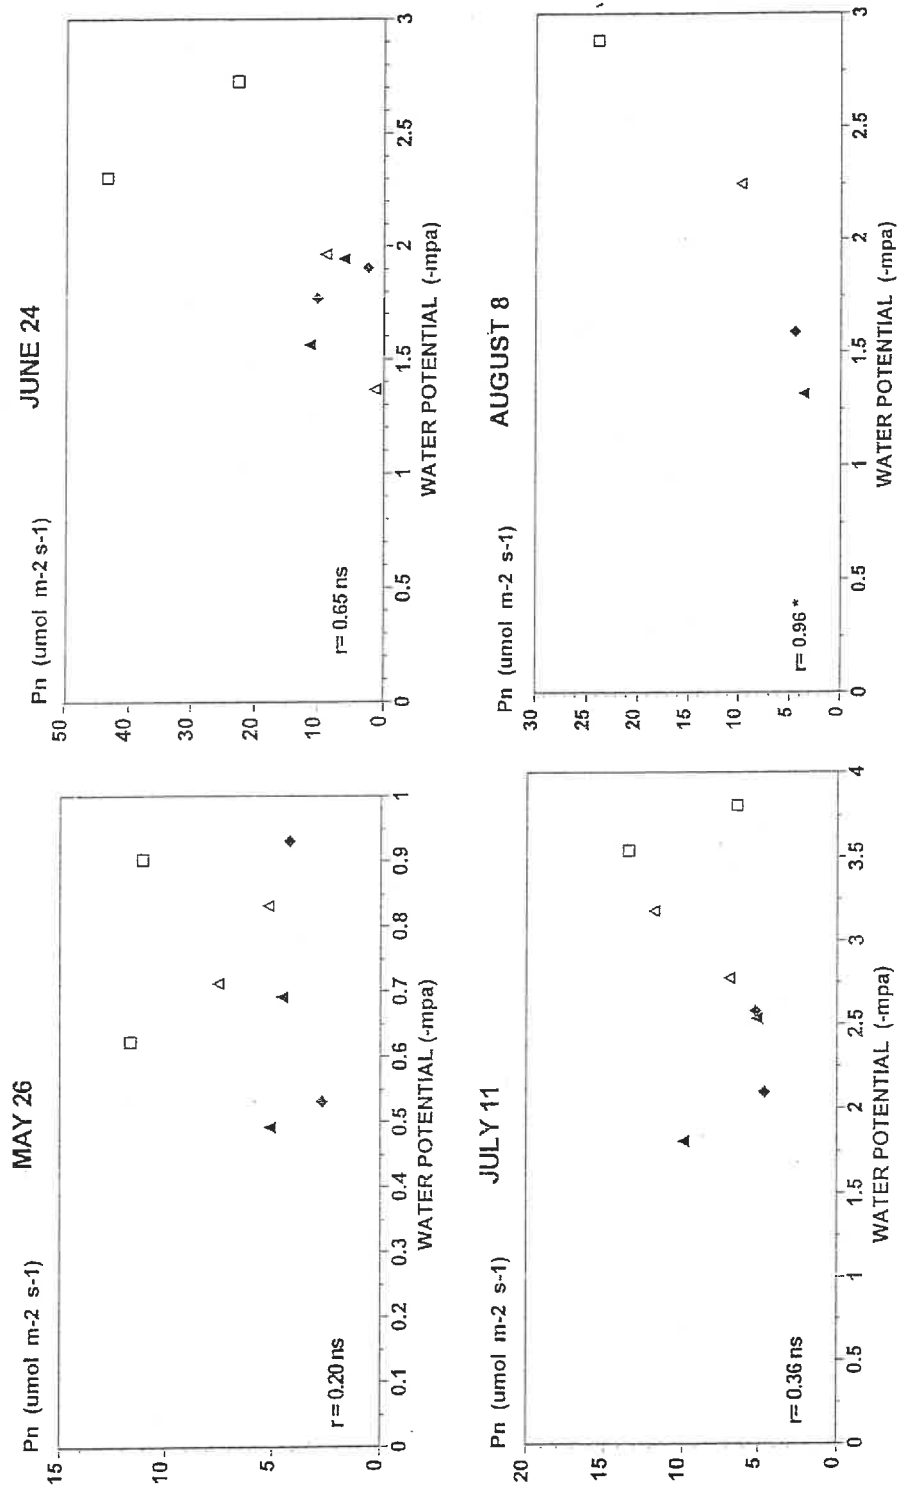 MAY 26
Pn (umol m-2 s-1)
15
10
5
0
r = 0.20 ns
0 0.1 0.2 0.3 0.4 0.5 0.6 0.7 0.8 0.9 1
WATER POTENTIAL (-mpa)
JUNE 24
Pn (umol m-2 s-1)
50
40
30
20
10
0
r= 0.65 ns
0 0.5 1 1.5 2 2.5 3
WATER POTENTIAL (-mpa)
JULY 11
Pn (umol m-2 s-1)
20
15
10
5
0
r= 0.36 ns
0 0.5 1 1.5 2 2.5 3 3.5 4
WATER POTENTIAL (-mpa)
AUGUST 8
Pn (umol m-2 s-1)
30
25
20
15
10
5
0
r= 0.96 *
0 0.5 1 1.5 2 2.5 3
WATER POTENTIAL (-mpa)